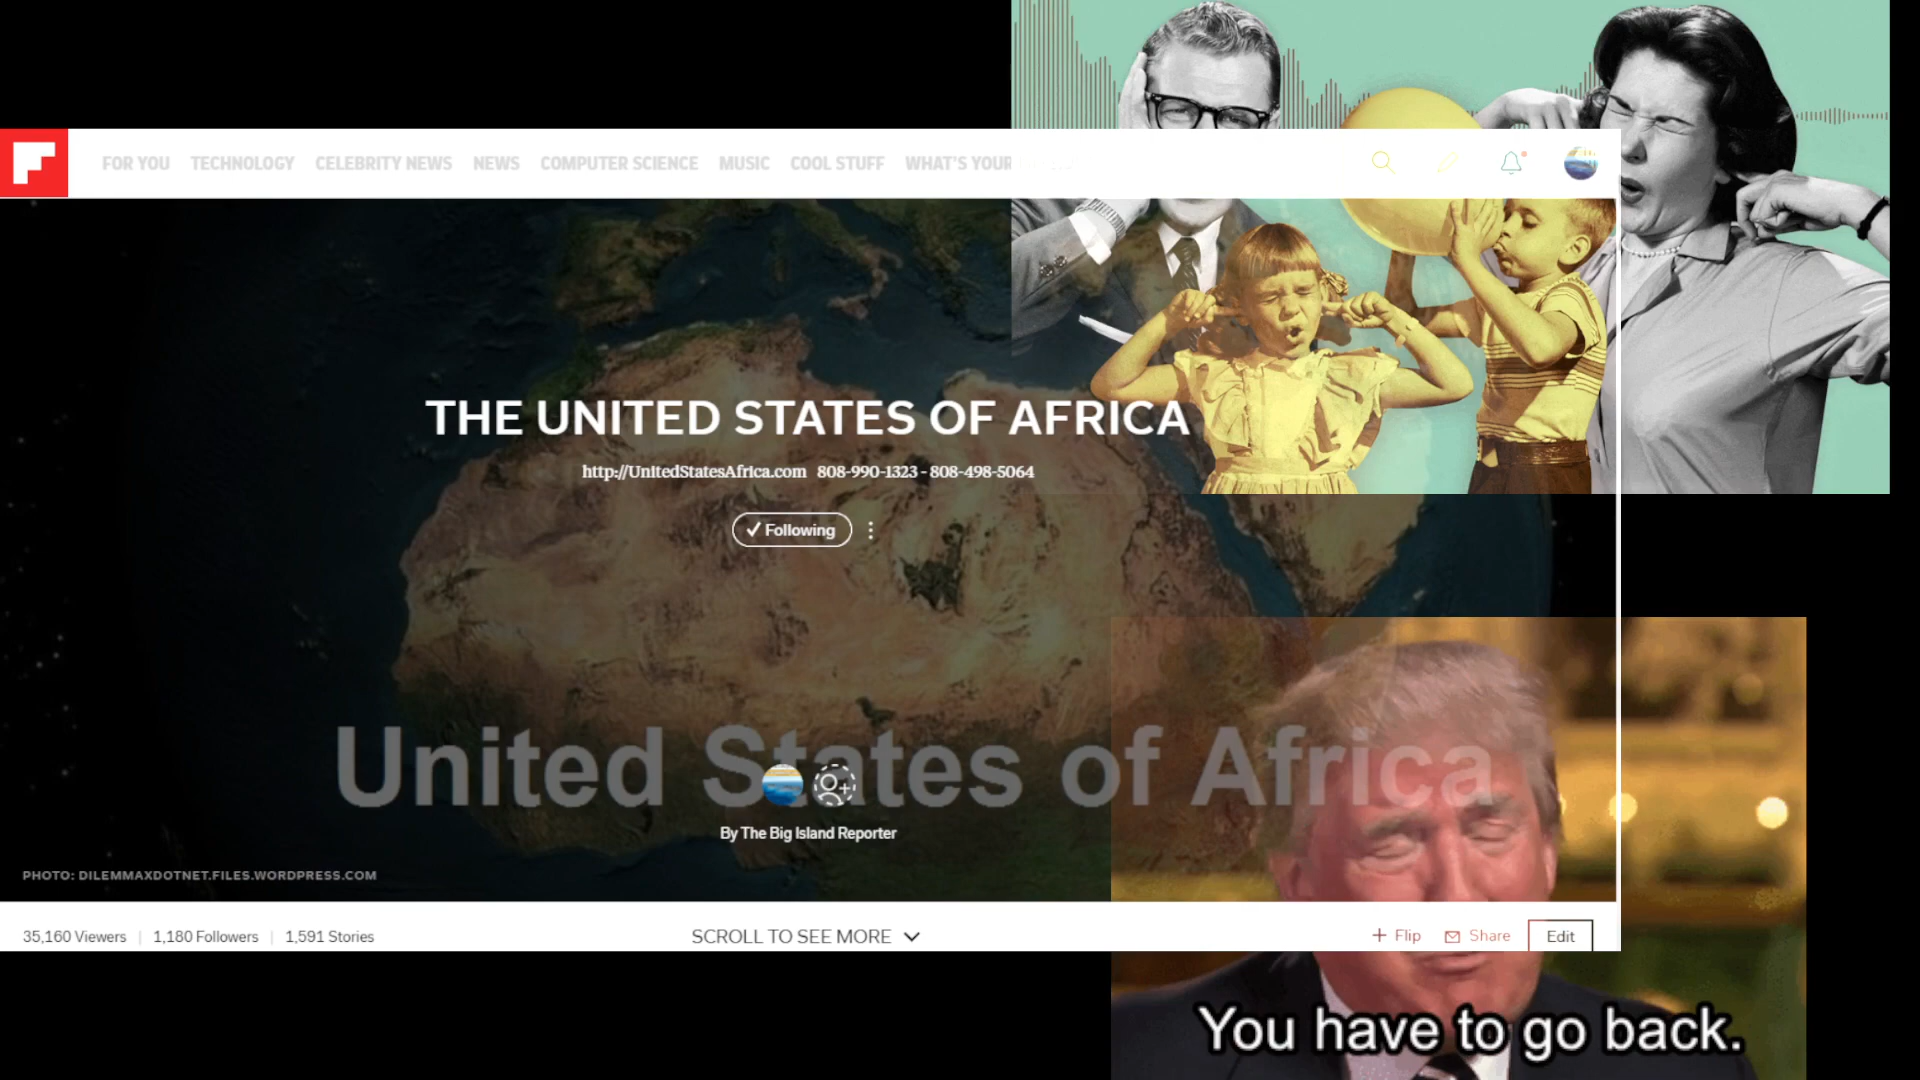 FOR YOU TECHNOLOGY CELEBRITY NEWS NEWS COMPUTER SCIENCE MUSIC COOL STUFF WHAT'S YOUR
THE UNITED STATES OF AFRICA
http://UnitedStatesAfrica.com 808-990-1323 - 808-498-5064
Following
United States of Africa
By The Big Island Reporter
PHOTO: DILEMMAXDOTNET.FILES.WORDPRESS.COM
35,160 Viewers | 1,180 Followers | 1,591 Stories SCROLL TO SEE MORE + Flip Share Edit
You have to go back.